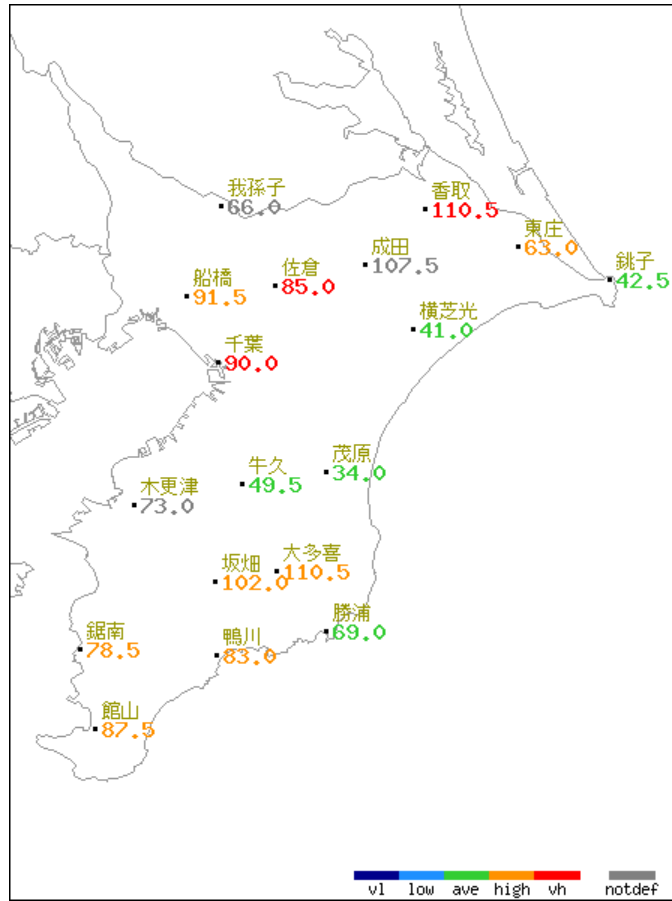 我孫子
66.0
香取
110.5
東庄
63.0
成田
107.5
銚子
42.5
佐倉
85.0
船橋
91.5
横芝光
41.0
千葉
90.0
茂原
34.0
牛久
49.5
木更津
73.0
大多喜
110.5
坂畑
102.0
勝浦
69.0
鋸南
78.5
鴨川
83.0
館山
87.5
vl low ave high vh notdef